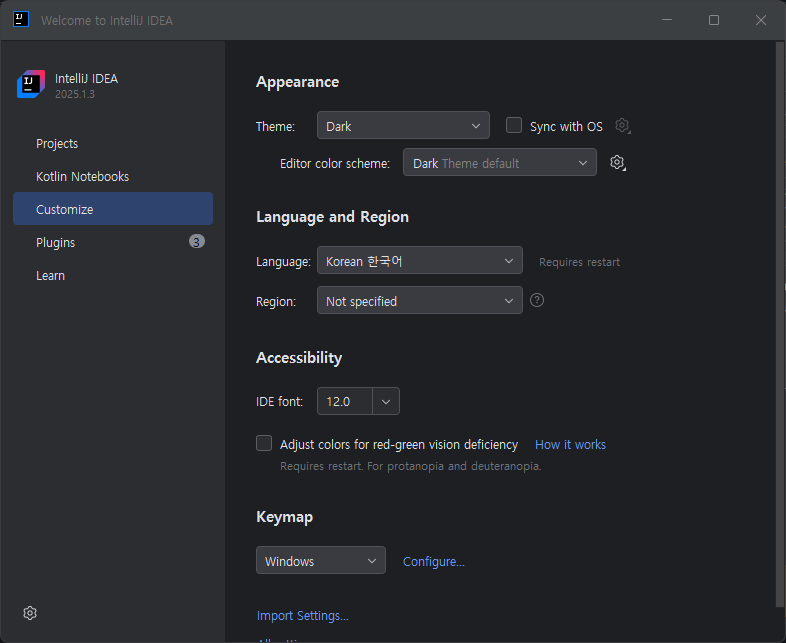 Welcome to IntelliJ IDEA
IntelliJ IDEA
2025.1.3
Projects
Kotlin Notebooks
Customize
Plugins 3
Learn
Appearance
Theme: Dark Sync with OS
Editor color scheme: Dark Theme default
Language and Region
Language: Korean 한국어 Requires restart
Region: Not specified ?
Accessibility
IDE font: 12.0
Adjust colors for red-green vision deficiency How it works
Requires restart. For protanopia and deuteranopia.
Keymap
Windows Configure...
Import Settings...